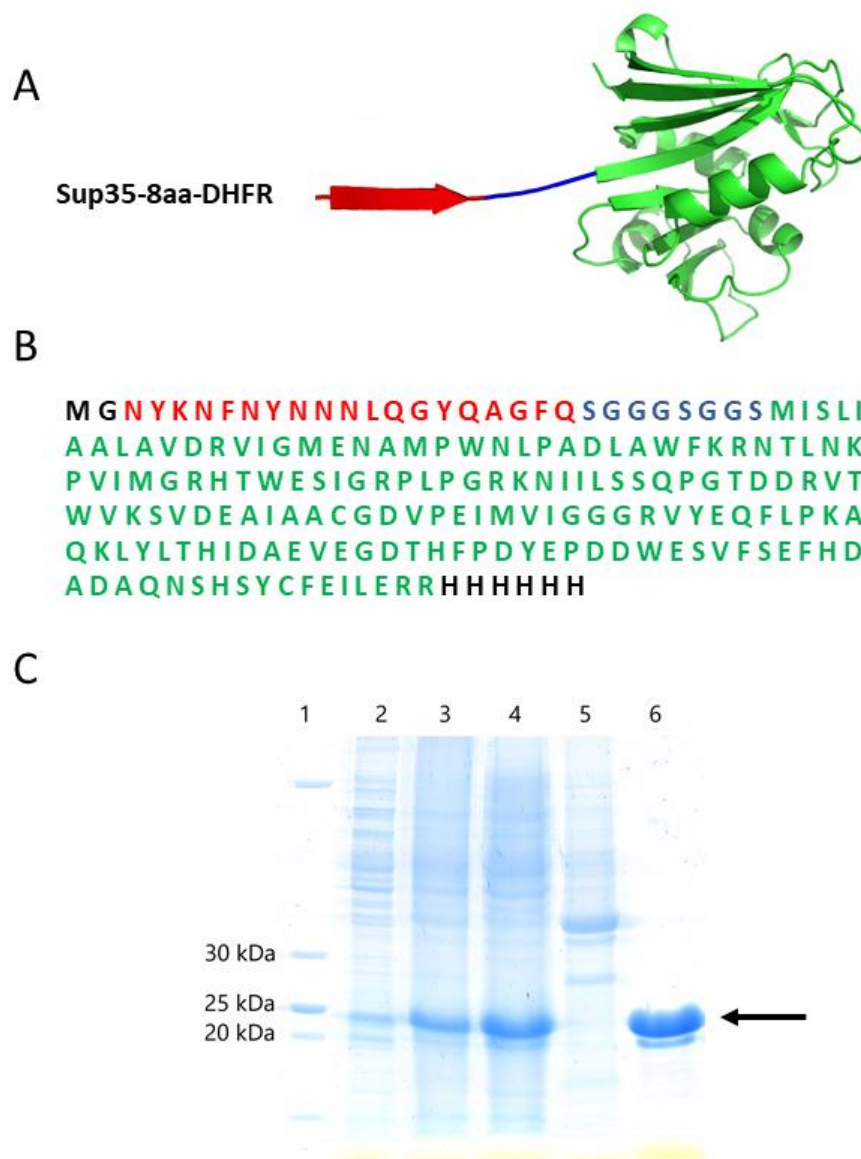 A
Sup35-8aa-DHFR
B
M G N Y K N F N Y N N N L Q G Y Q A G F Q S G G G S G G S M I S L I
A A L A V D R V I G M E N A M P W N L P A D L A W F K R N T L N K
P V I M G R H T W E S I G R P L P G R K N I I L S S Q P G T D D R V T
W V K S V D E A I A A C G D V P E I M V I G G G R V Y E Q F L P K A
Q K L Y L T H I D A E V E G D T H F P D Y E P D D W E S V F S E F H D
A D A Q N S H S Y C F E I L E R R H H H H H H
C
1 2 3 4 5 6
30 kDa
25 kDa
20 kDa